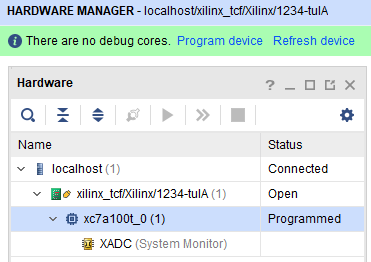 HARDWARE MANAGER - localhost/xilinx_tcf/Xilinx/1234-tulA
There are no debug cores. Program device Refresh device
Hardware
Name Status
localhost (1) Connected
xilinx_tcf/Xilinx/1234-tulA (1) Open
xc7a100t_0 (1) Programmed
XADC (System Monitor)